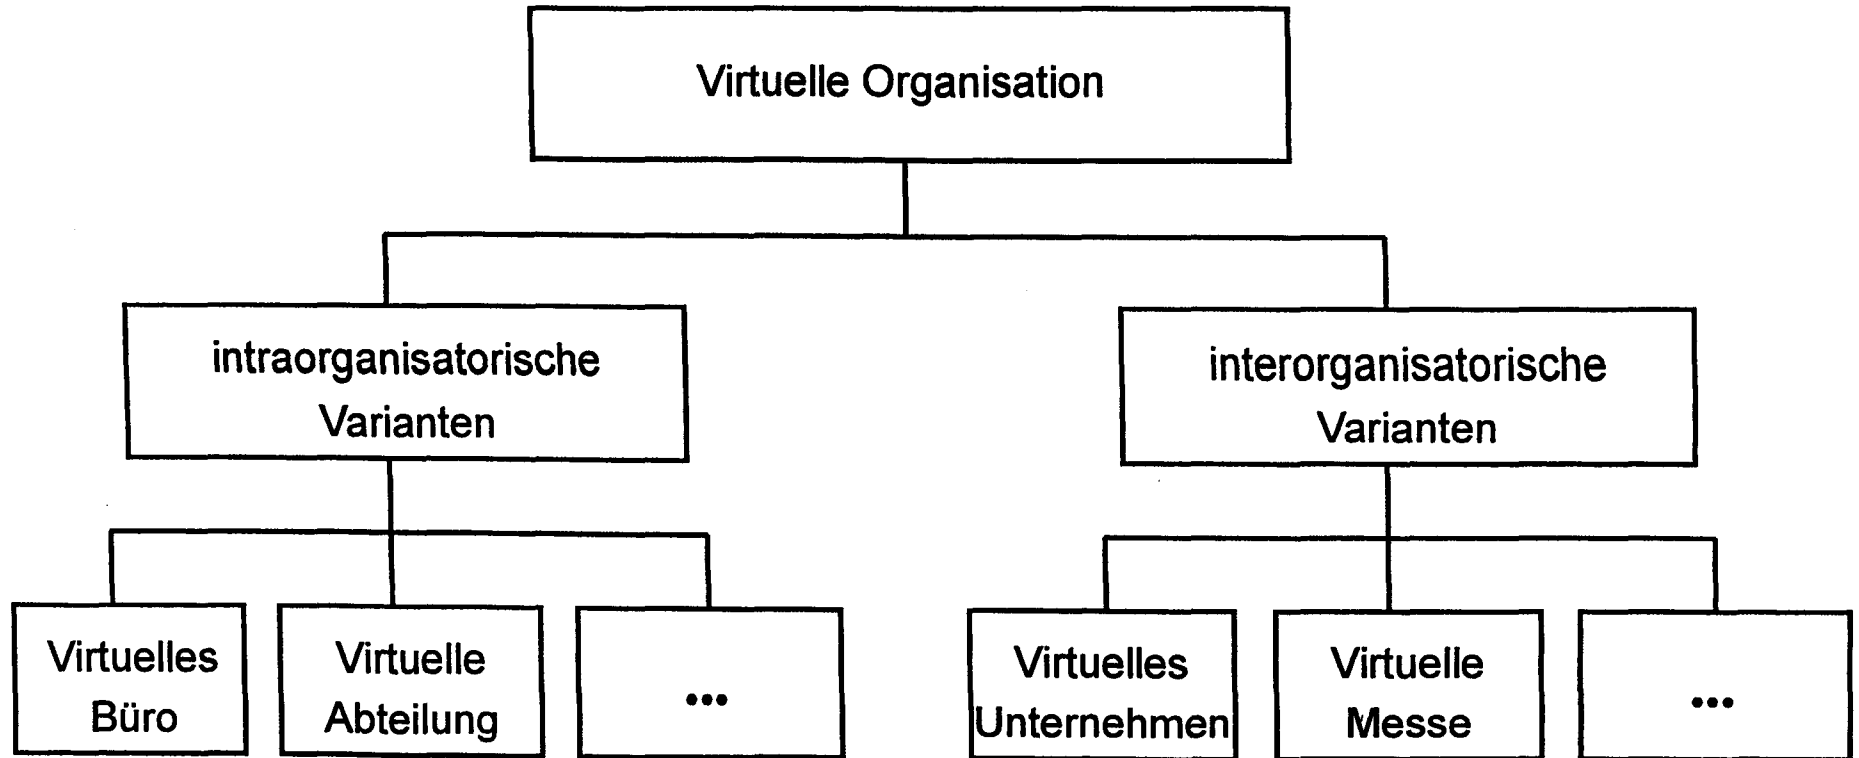 Virtuelle Organisation
intraorganisatorische
Varianten
interorganisatorische
Varianten
Virtuelles
Büro
Virtuelle
Abteilung
...
Virtuelles
Unternehmen
Virtuelle
Messe
...